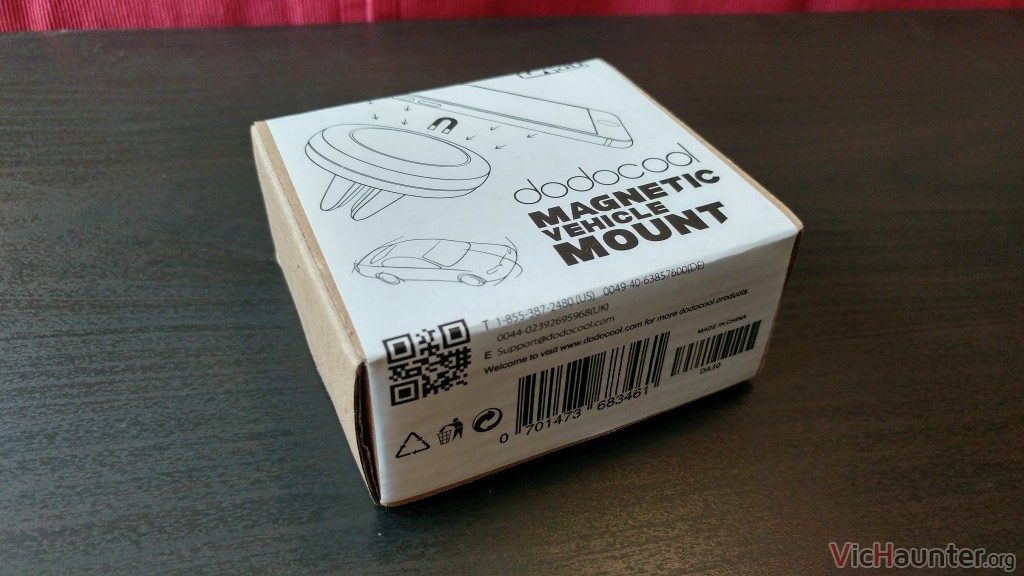 dodocool
MAGNETIC
VEHICLE
MOUNT
T 1-855-387-2480 (US) 0049-40-63857600(DE)
0044-02392695968(UK)
E Support@dodocool.com
Welcome to visit www.dodocool.com for more dodocool products.
MADE IN CHINA
DA30
0 701473 683461
VicHaunter.org